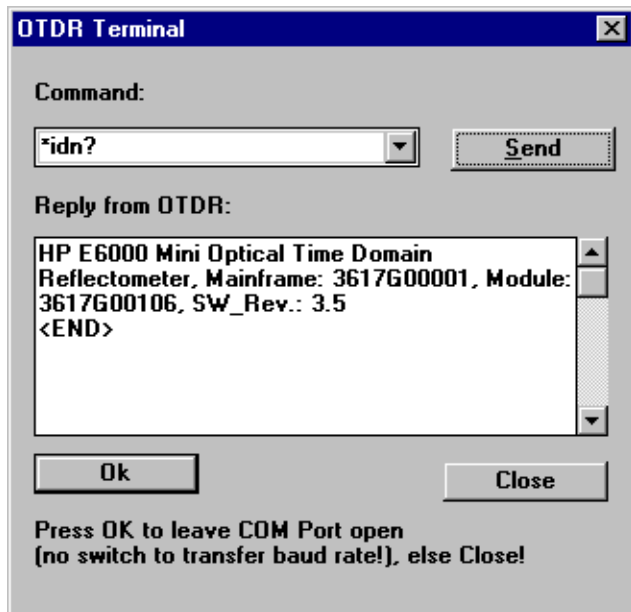 OTDR Terminal
Command:
*idn?
Send
Reply from OTDR:
HP E6000 Mini Optical Time Domain
Reflectometer, Mainframe: 3617G00001, Module:
3617G00106, SW_Rev.: 3.5
<END>
Ok
Close
Press OK to leave COM Port open
(no switch to transfer baud rate!), else Close!